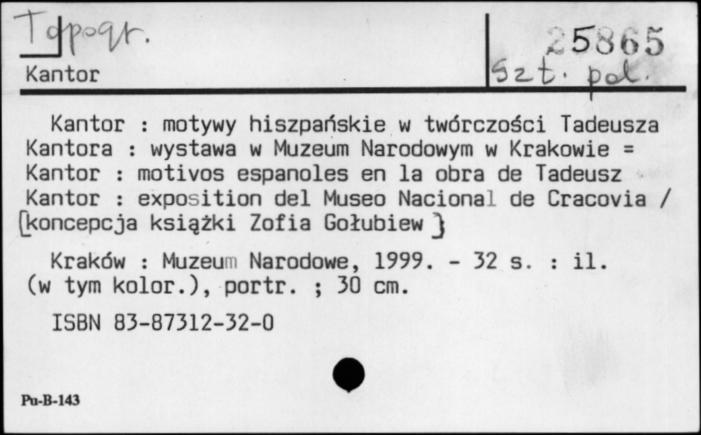 Topogr.
25865
Kantor
Szt. pol.
Kantor : motywy hiszpańskie w twórczości Tadeusza
Kantora : wystawa w Muzeum Narodowym w Krakowie =
Kantor : motivos espanoles en la obra de Tadeusz
Kantor : exposition del Museo Nacional de Cracovia /
[koncepcja książki Zofia Gołubiew]
Kraków : Muzeum Narodowe, 1999. - 32 s. : il.
(w tym kolor.), portr. ; 30 cm.
ISBN 83-87312-32-0
Pu-B-143